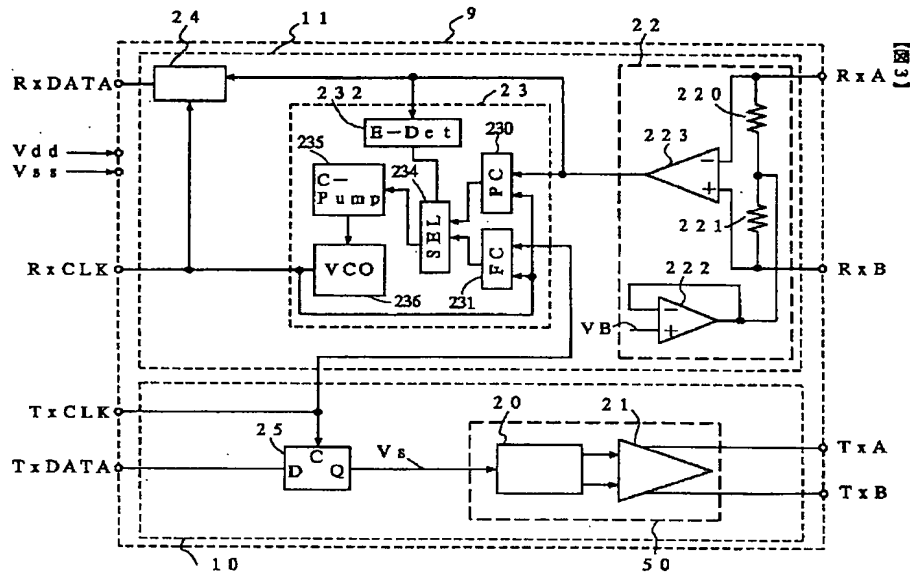 【図3】
24
11
9
22
RxDATA
RxA
232
23
220
E-Det
230
223
Vdd
Vss
235
234
PC
−
+
C-
Pump
SEL
221
FC
RxCLK
VCO
RxB
236
231
222
−
+
VB
TxCLK
25
20
21
TxDATA
D
C
Q
Vs
TxA
TxB
10
50